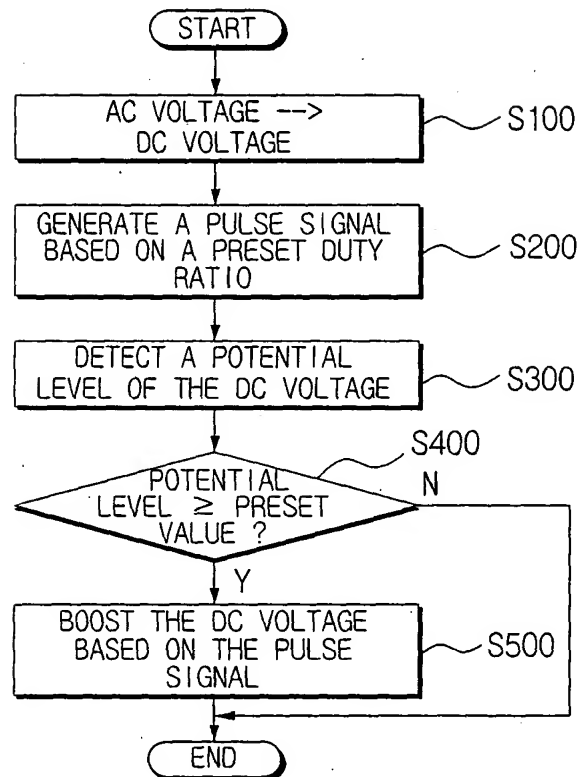 START
AC VOLTAGE -->
DC VOLTAGE
S100
GENERATE A PULSE SIGNAL
BASED ON A PRESET DUTY
RATIO
S200
DETECT A POTENTIAL
LEVEL OF THE DC VOLTAGE
S300
S400
POTENTIAL
LEVEL ≥ PRESET
VALUE ?
N
Y
BOOST THE DC VOLTAGE
BASED ON THE PULSE
SIGNAL
S500
END